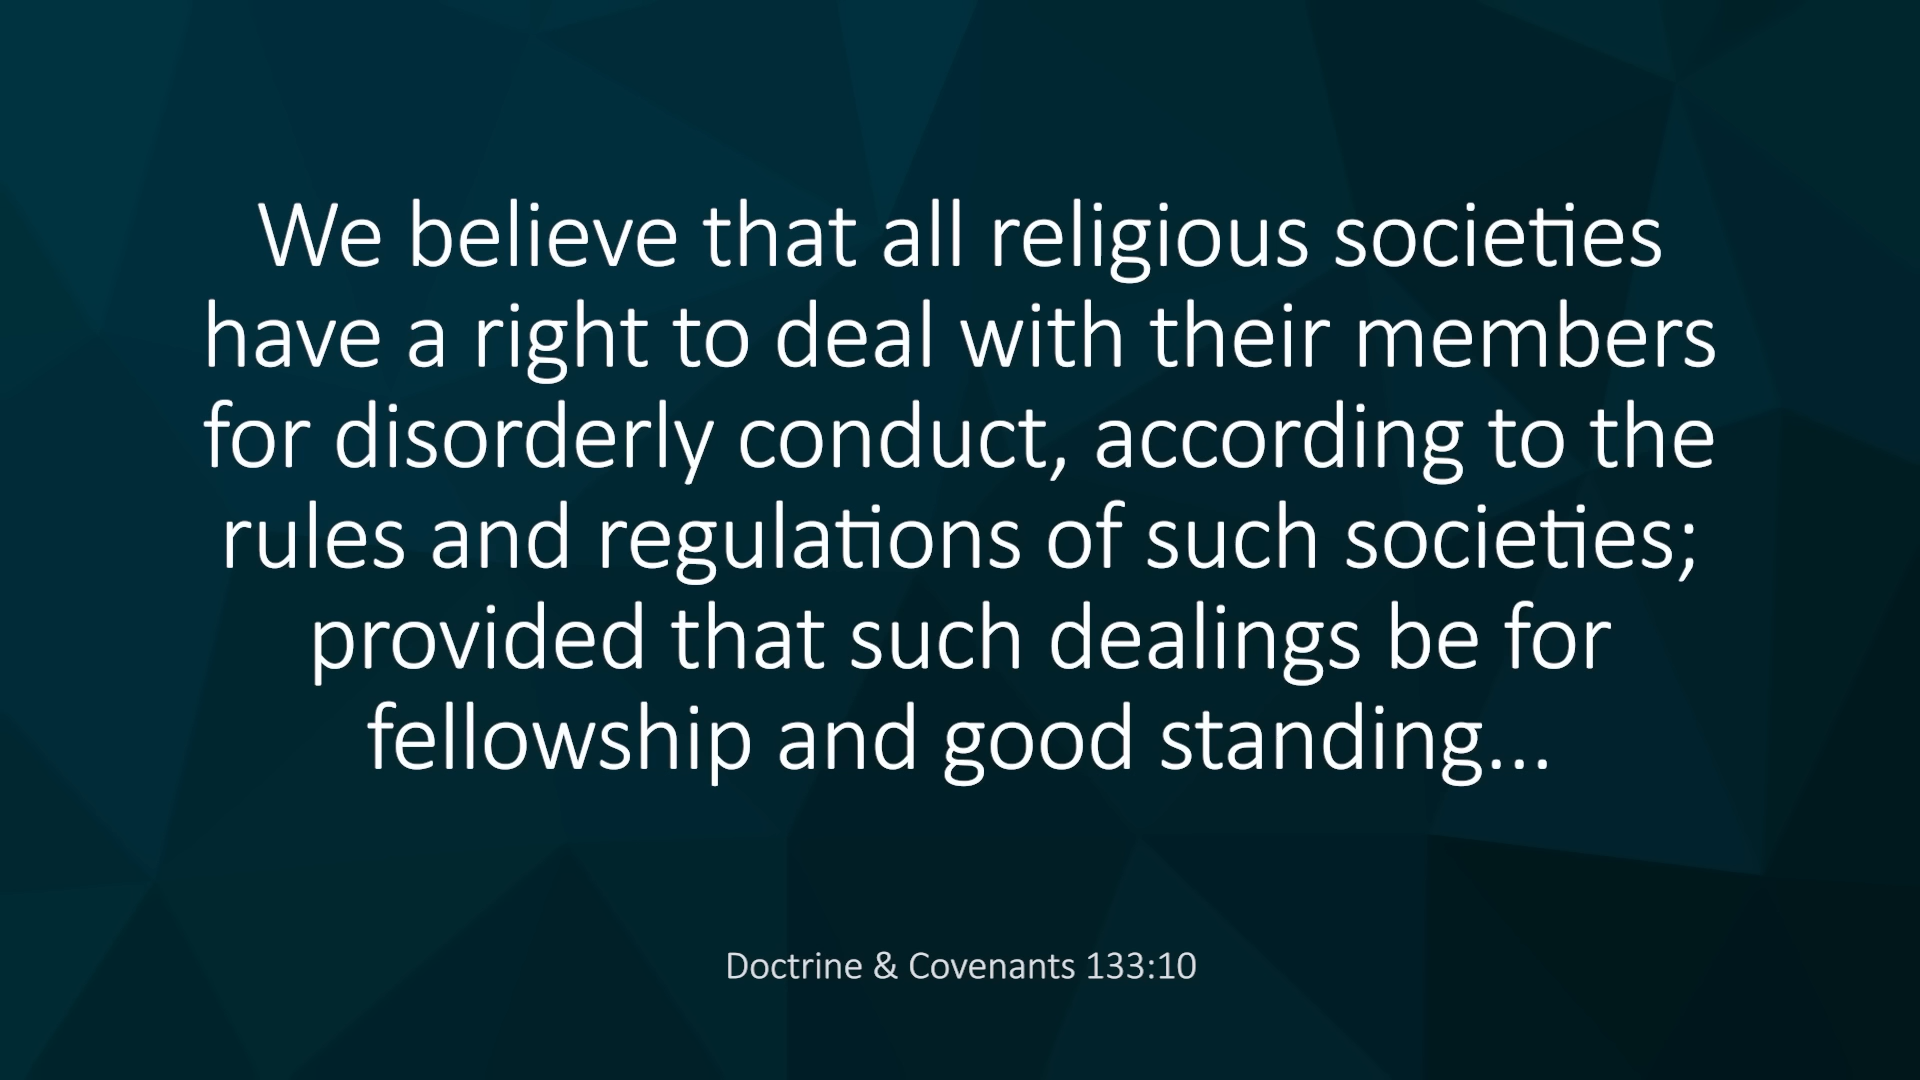 We believe that all religious societies
have a right to deal with their members
for disorderly conduct, according to the
rules and regulations of such societies;
provided that such dealings be for
fellowship and good standing...
Doctrine & Covenants 133:10